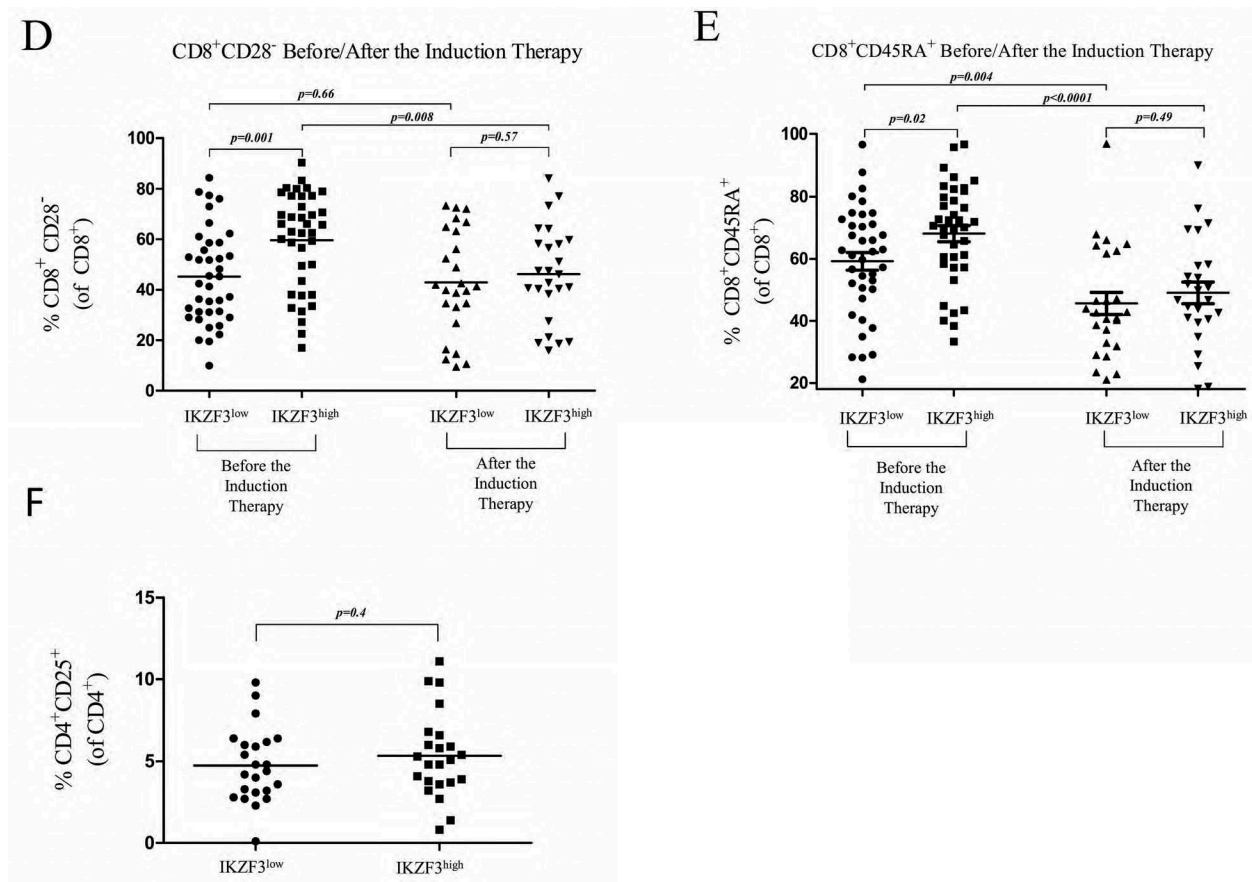 D
CD8⁺CD28⁻ Before/After the Induction Therapy
p=0.66
p=0.008
p=0.001
p=0.57
% CD8⁺ CD28⁻
(of CD8⁺)
100
80
60
40
20
0
IKZF3ˡᵒʷ
IKZF3ʰⁱᵍʰ
IKZF3ˡᵒʷ
IKZF3ʰⁱᵍʰ
Before the
Induction
Therapy
After the
Induction
Therapy
E
CD8⁺CD45RA⁺ Before/After the Induction Therapy
p=0.004
p<0.0001
p=0.02
p=0.49
% CD8⁺CD45RA⁺
(of CD8⁺)
100
80
60
40
20
IKZF3ˡᵒʷ
IKZF3ʰⁱᵍʰ
IKZF3ˡᵒʷ
IKZF3ʰⁱᵍʰ
Before the
Induction
Therapy
After the
Induction
Therapy
F
p=0.4
% CD4⁺CD25⁺
(of CD4⁺)
15
10
5
0
IKZF3ˡᵒʷ
IKZF3ʰⁱᵍʰ